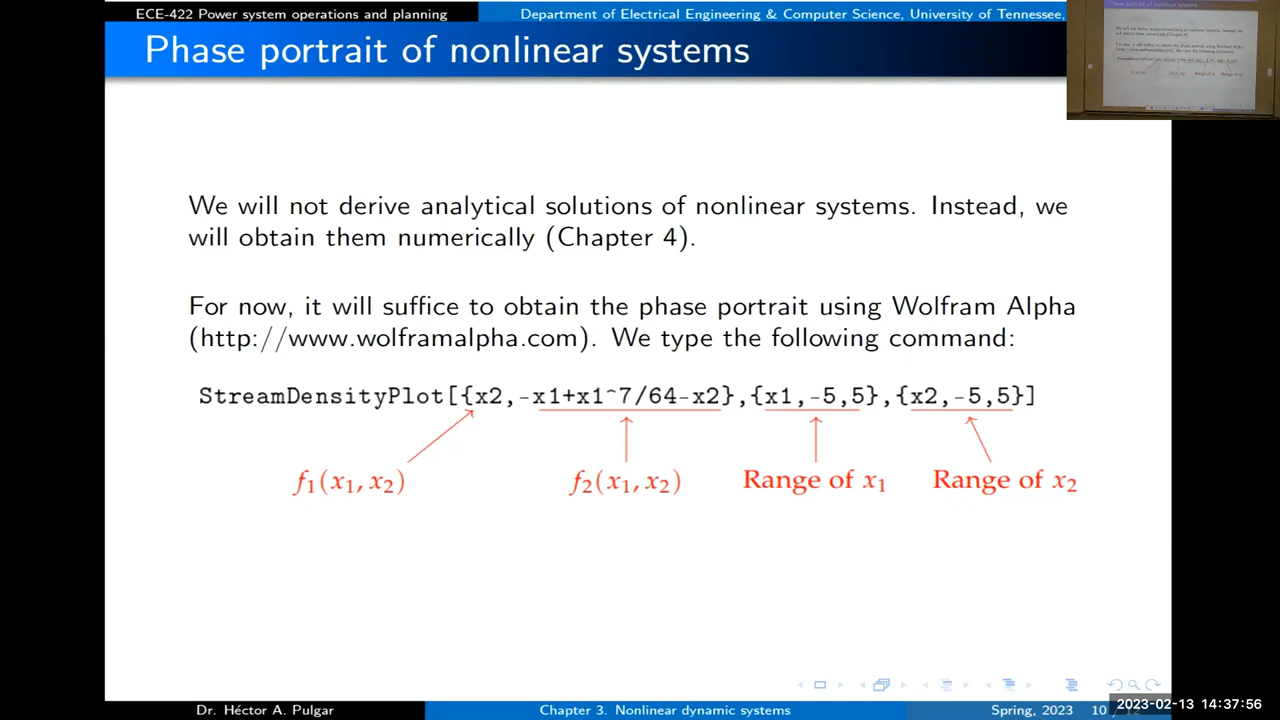 ECE-422 Power system operations and planning
Department of Electrical Engineering & Computer Science, University of Tennessee,
Phase portrait of nonlinear systems
We will not derive analytical solutions of nonlinear systems. Instead, we
will obtain them numerically (Chapter 4).
For now, it will suffice to obtain the phase portrait using Wolfram Alpha
(http://www.wolframalpha.com). We type the following command:
StreamDensityPlot[{x2,-x1+x1^7/64-x2},{x1,-5,5},{x2,-5,5}]
f₁(x₁, x₂)
f₂(x₁, x₂)
Range of x₁
Range of x₂
Dr. Héctor A. Pulgar
Chapter 3. Nonlinear dynamic systems
Spring, 2023
10 /
2023-02-13 14:37:56